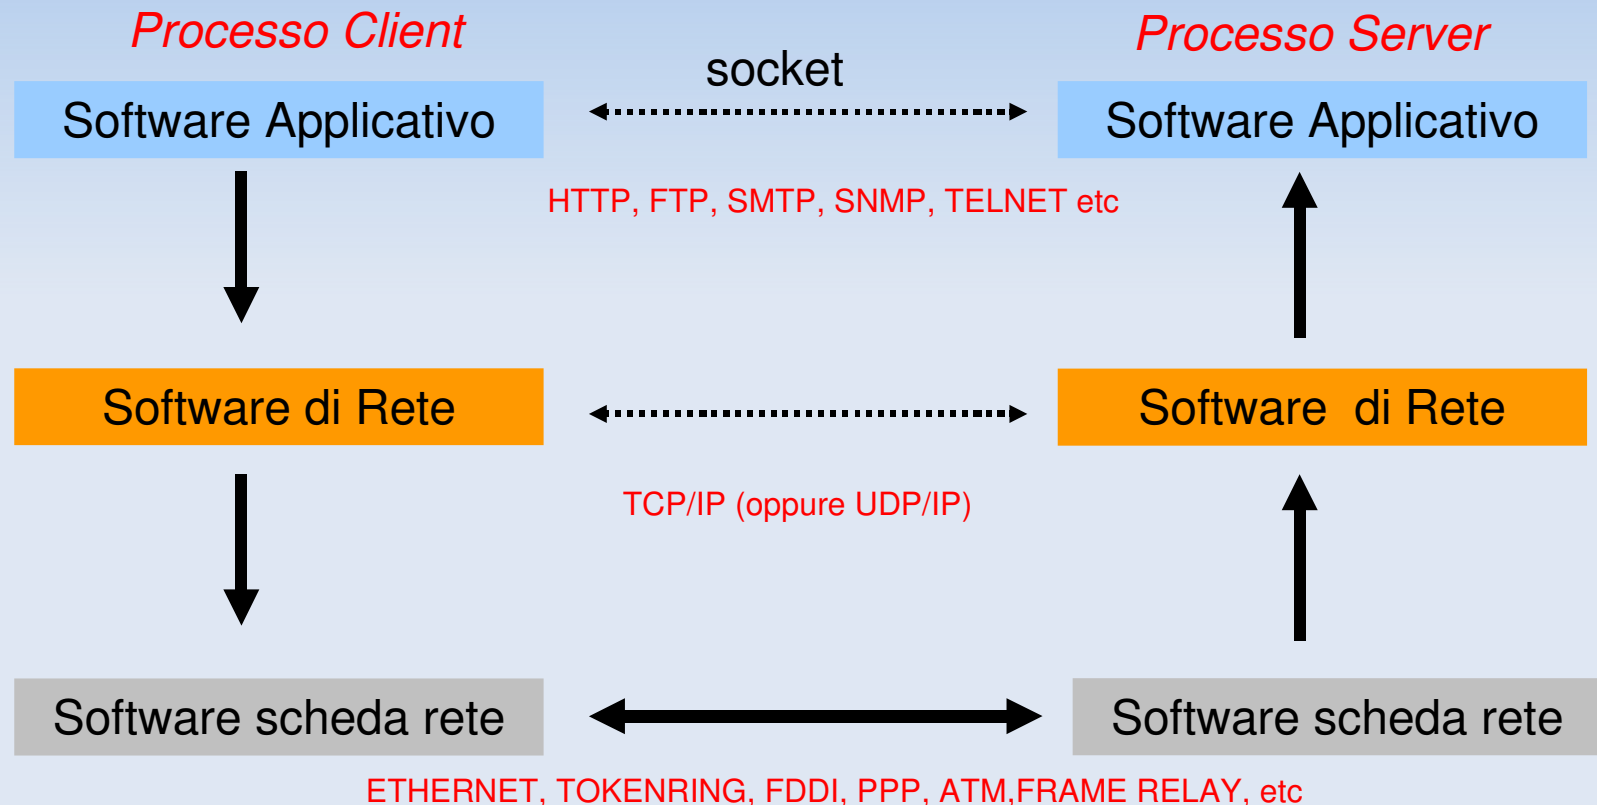 Processo Client
Processo Server
socket
Software Applicativo
Software Applicativo
HTTP, FTP, SMTP, SNMP, TELNET etc
Software di Rete
Software di Rete
TCP/IP (oppure UDP/IP)
Software scheda rete
Software scheda rete
ETHERNET, TOKENRING, FDDI, PPP, ATM,FRAME RELAY, etc